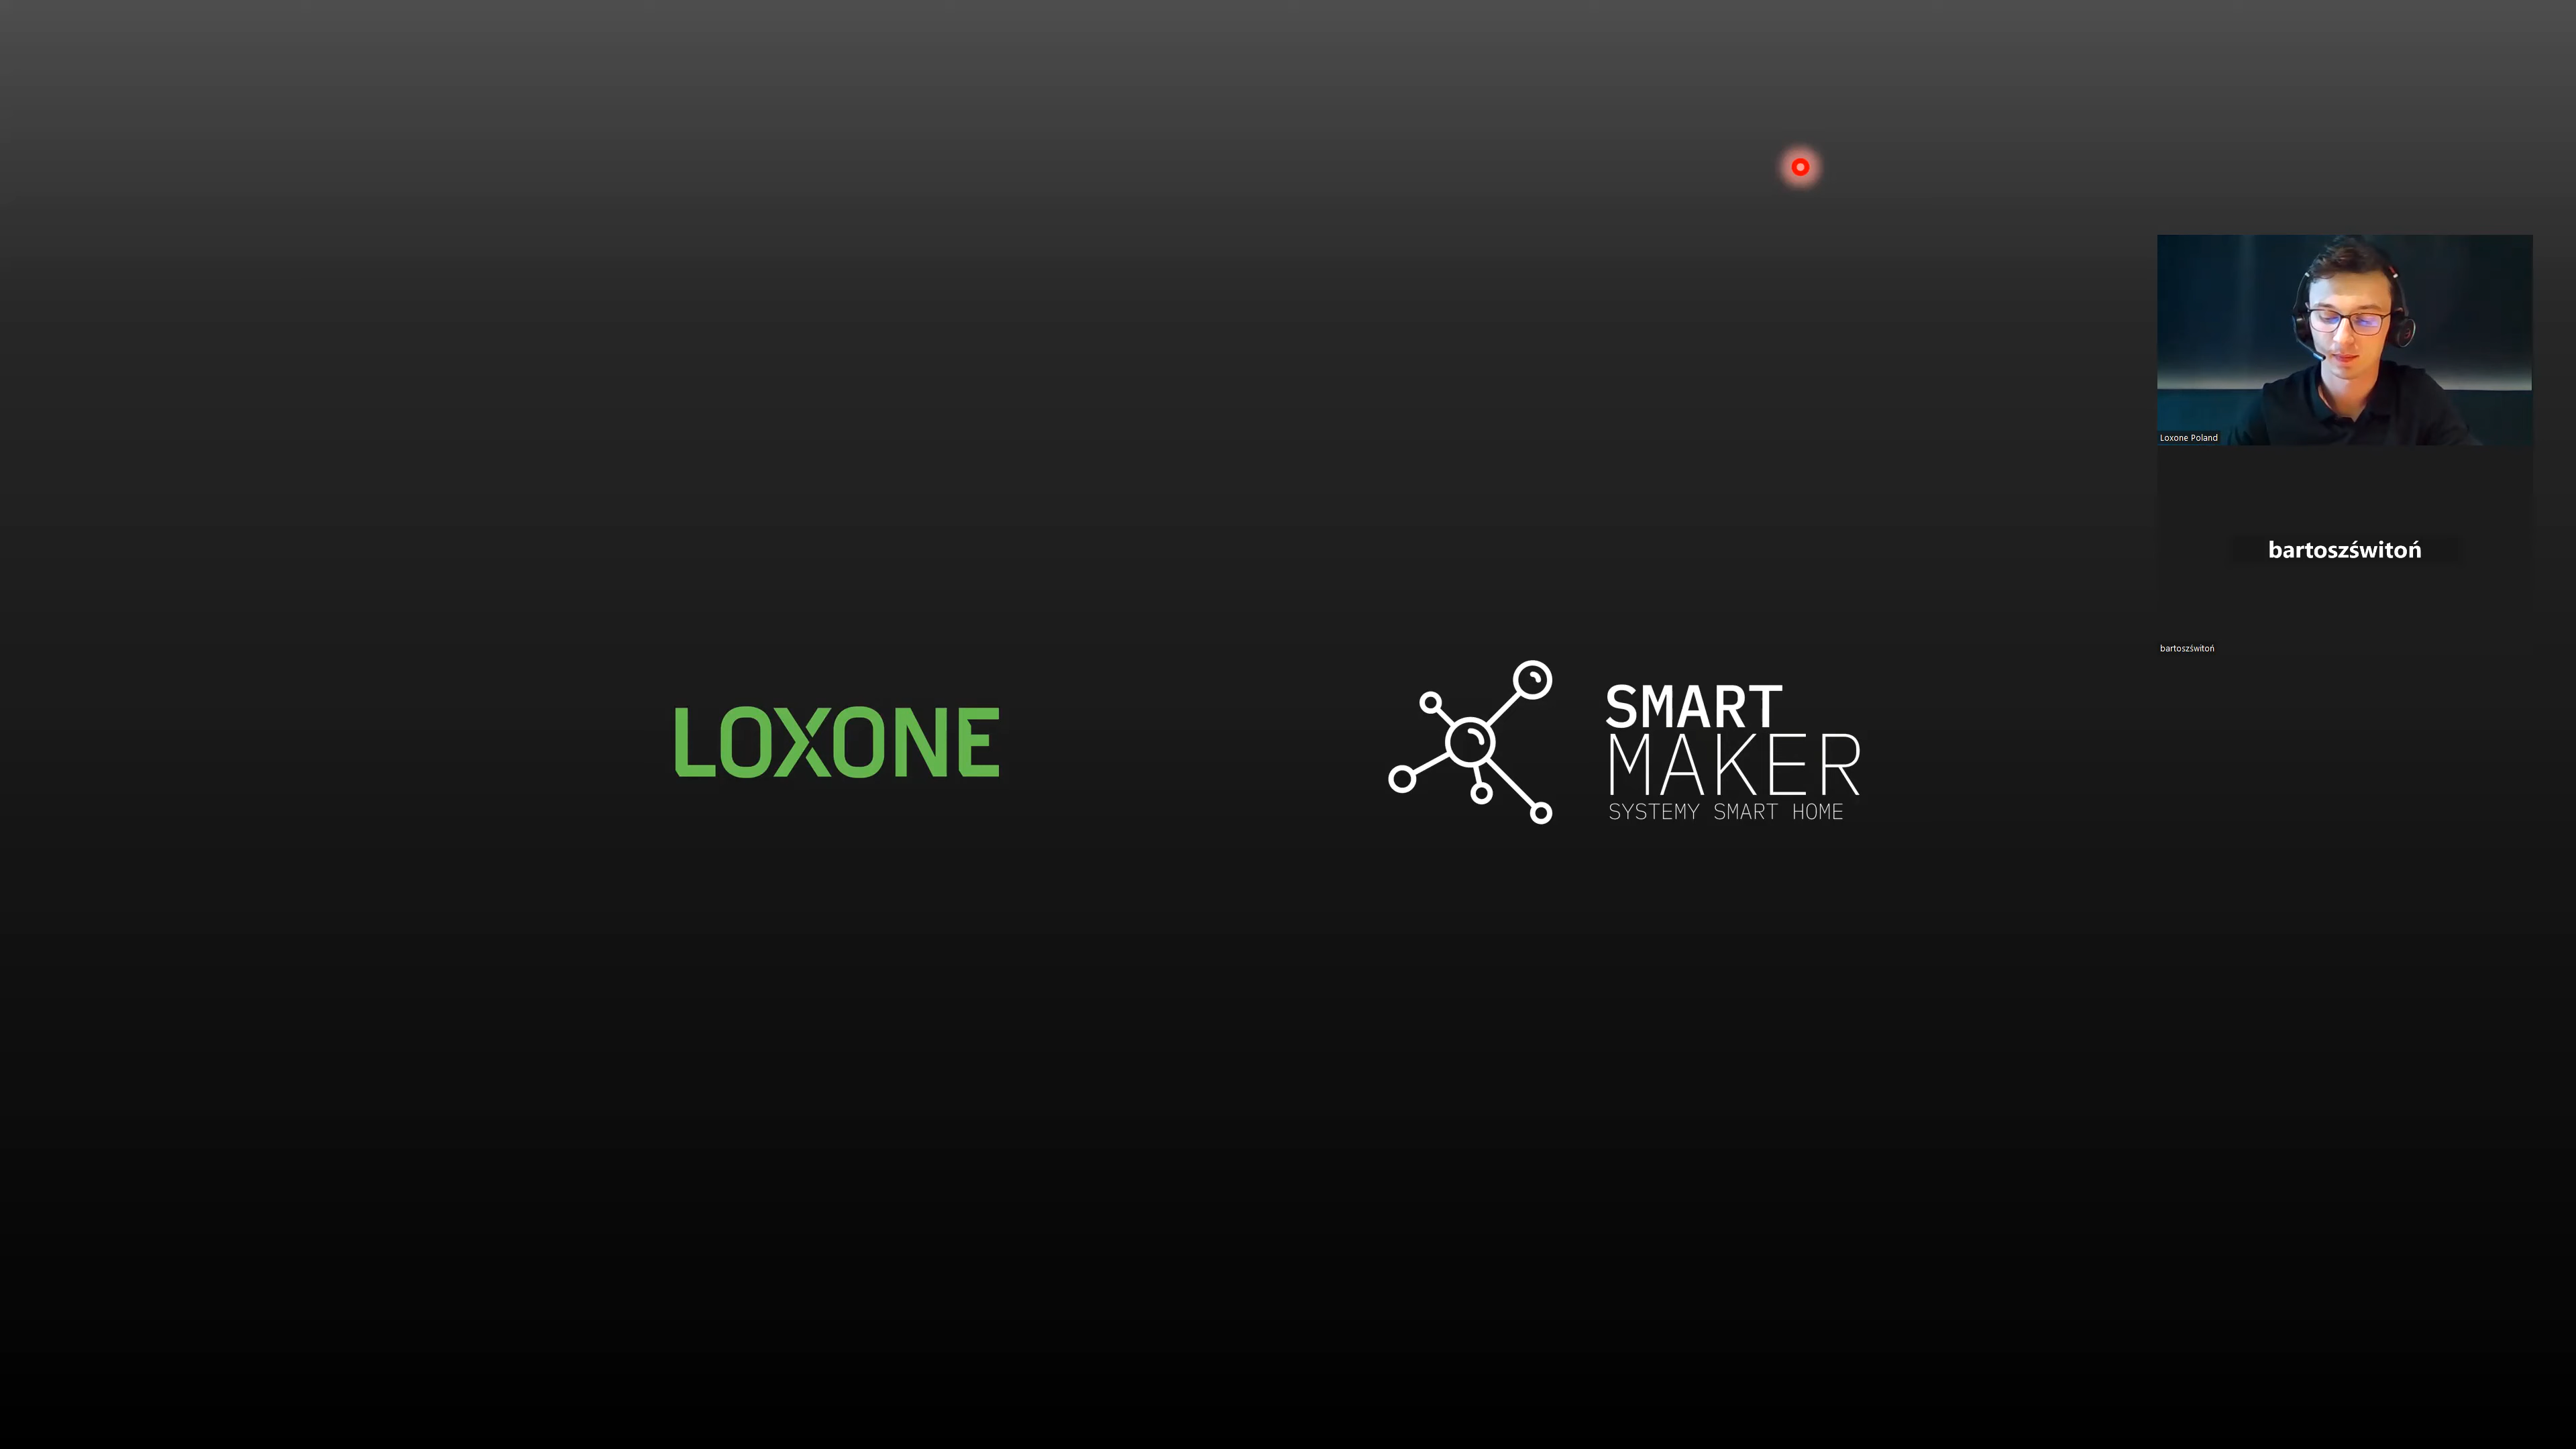 LOXONE
SMART
MAKER
SYSTEMY SMART HOME
Loxone Poland
bartoszświtoń
bartoszświtoń